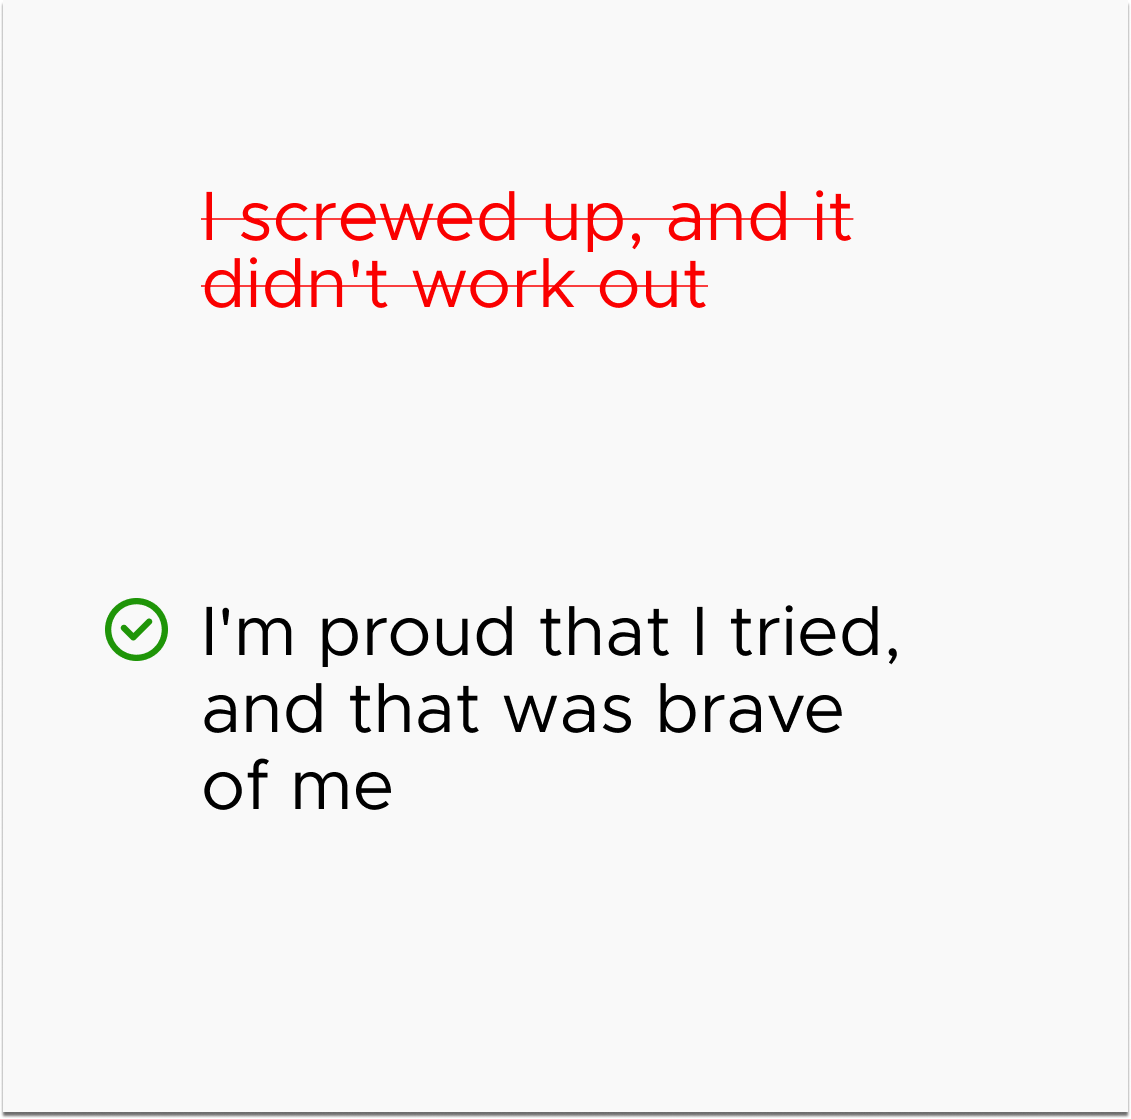 I screwed up, and it
didn't work out
I'm proud that I tried,
and that was brave
of me